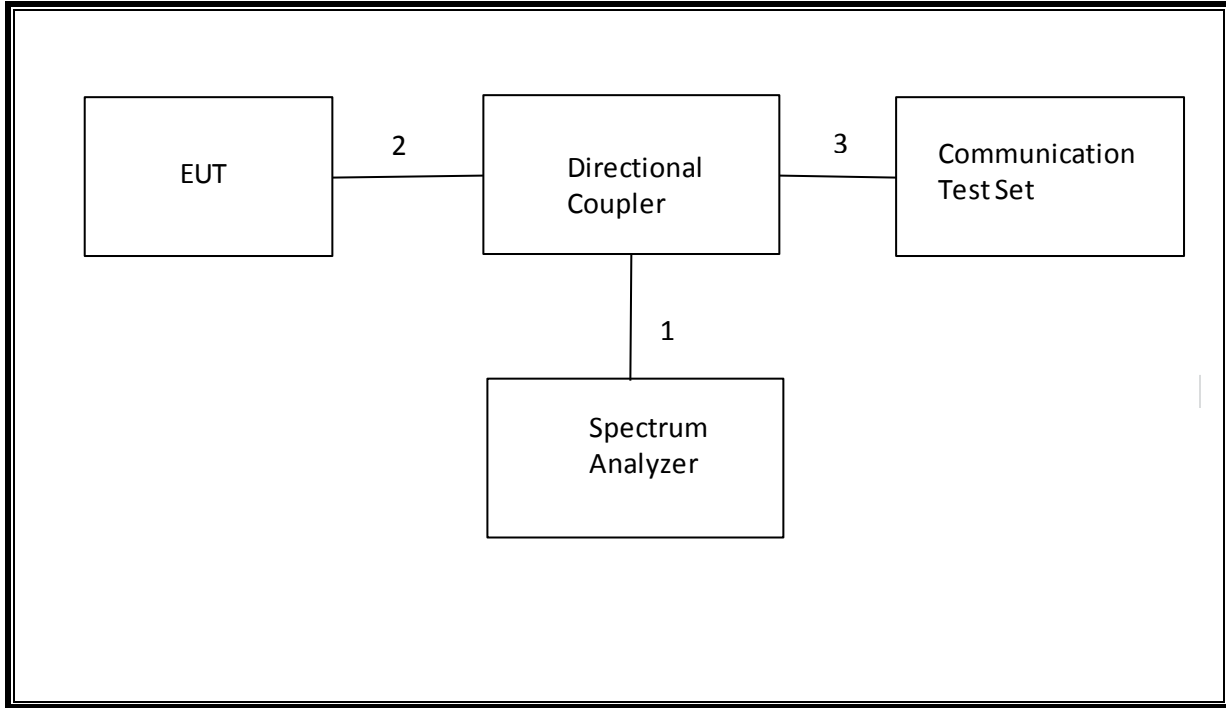 EUT
2
Directional
Coupler
3
Communication
Test Set
1
Spectrum
Analyzer